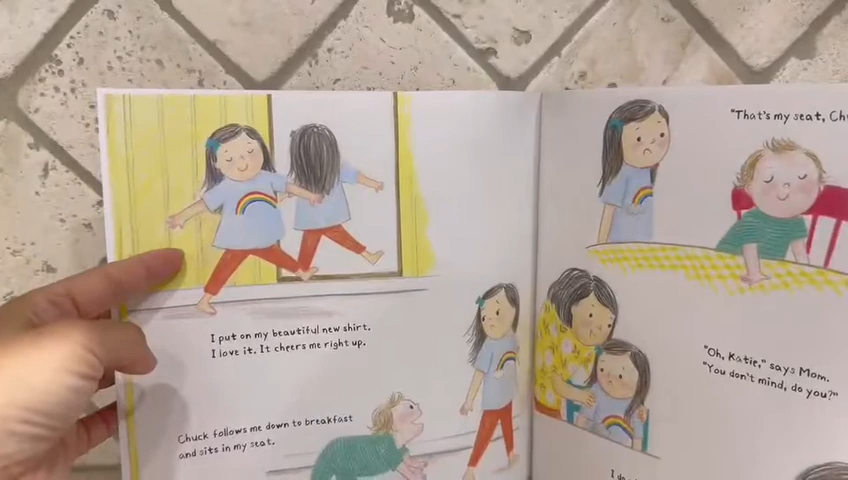 I put on my beautiful new shirt.
I love it. It cheers me right up.
Chuck follows me down to breakfast
and sits in my seat.
"That's my seat,
"Oh, Katie," says Mom.
"You don't mind, do you?"
I